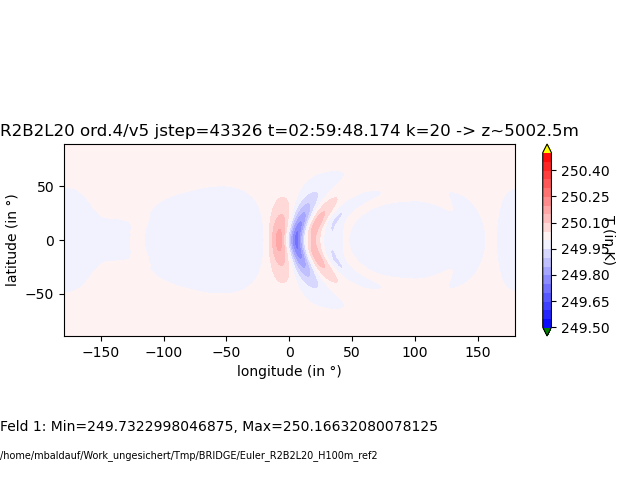 R2B2L20 ord.4/v5 jstep=43326 t=02:59:48.174 k=20 -> z~5002.5m
latitude (in °)
50
0
−50
−150 −100 −50 0 50 100 150
longitude (in °)
250.40
250.25
250.10
249.95
249.80
249.65
249.50
T (in K)
Feld 1: Min=249.7322998046875, Max=250.16632080078125
/home/mbaldauf/Work_ungesichert/Tmp/BRIDGE/Euler_R2B2L20_H100m_ref2